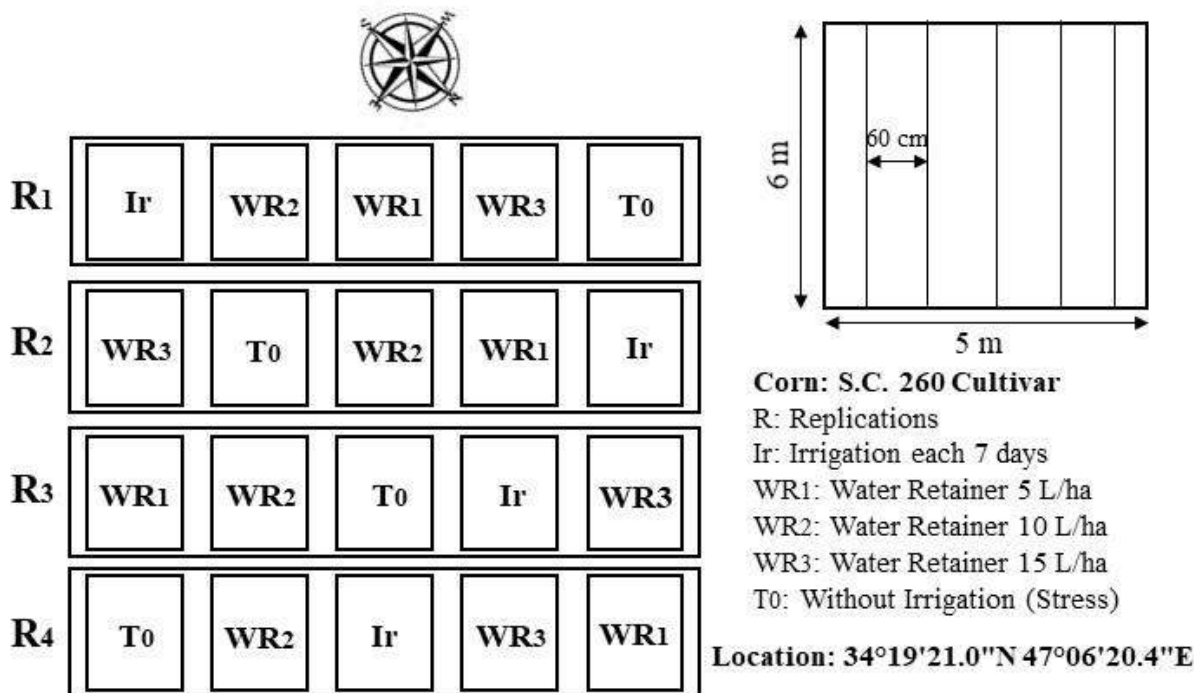 R1 Ir WR2 WR1 WR3 T0
R2 WR3 T0 WR2 WR1 Ir
R3 WR1 WR2 T0 Ir WR3
R4 T0 WR2 Ir WR3 WR1
60 cm
6 m
5 m
Corn: S.C. 260 Cultivar
R: Replications
Ir: Irrigation each 7 days
WR1: Water Retainer 5 L/ha
WR2: Water Retainer 10 L/ha
WR3: Water Retainer 15 L/ha
T0: Without Irrigation (Stress)
Location: 34°19'21.0"N 47°06'20.4"E